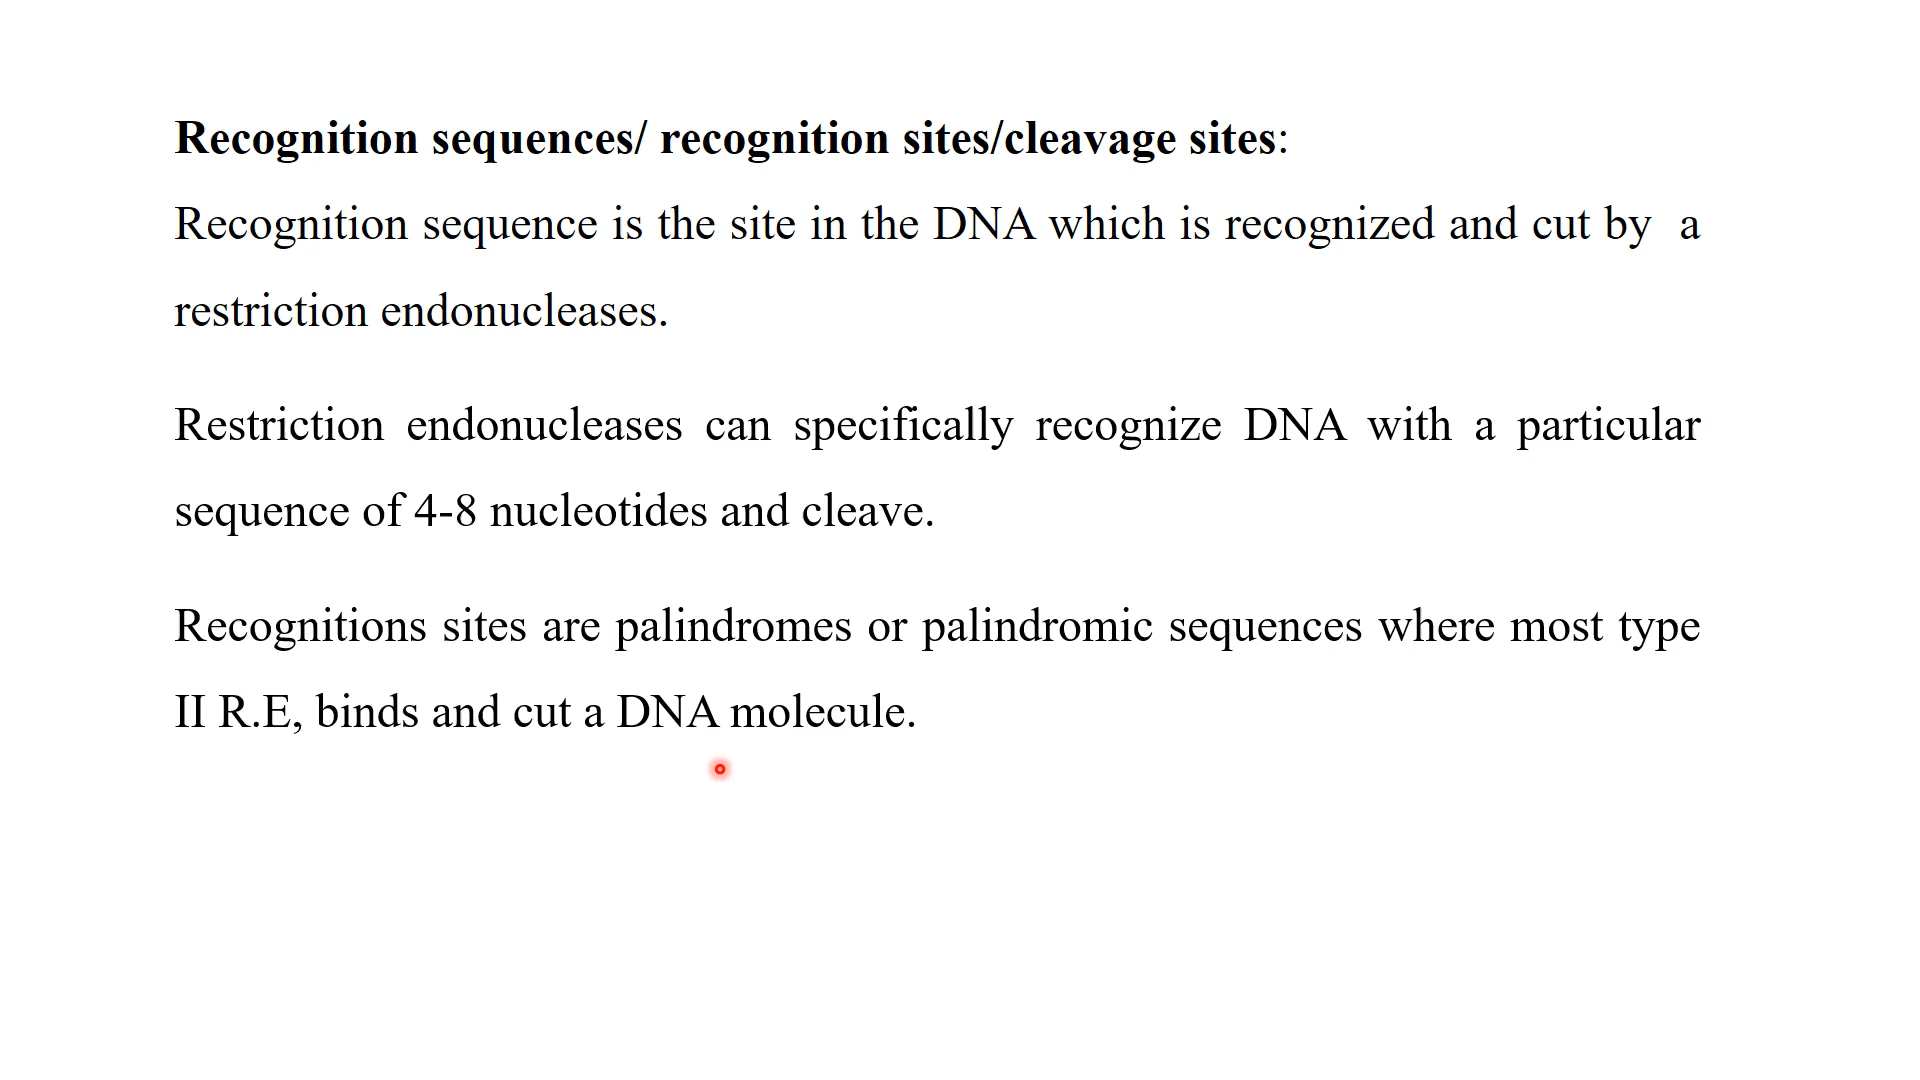 Recognition sequences/ recognition sites/cleavage sites:
Recognition sequence is the site in the DNA which is recognized and cut by  a
restriction endonucleases.
Restriction endonucleases can specifically recognize DNA with a particular
sequence of 4-8 nucleotides and cleave.
Recognitions sites are palindromes or palindromic sequences where most type
II R.E, binds and cut a DNA molecule.